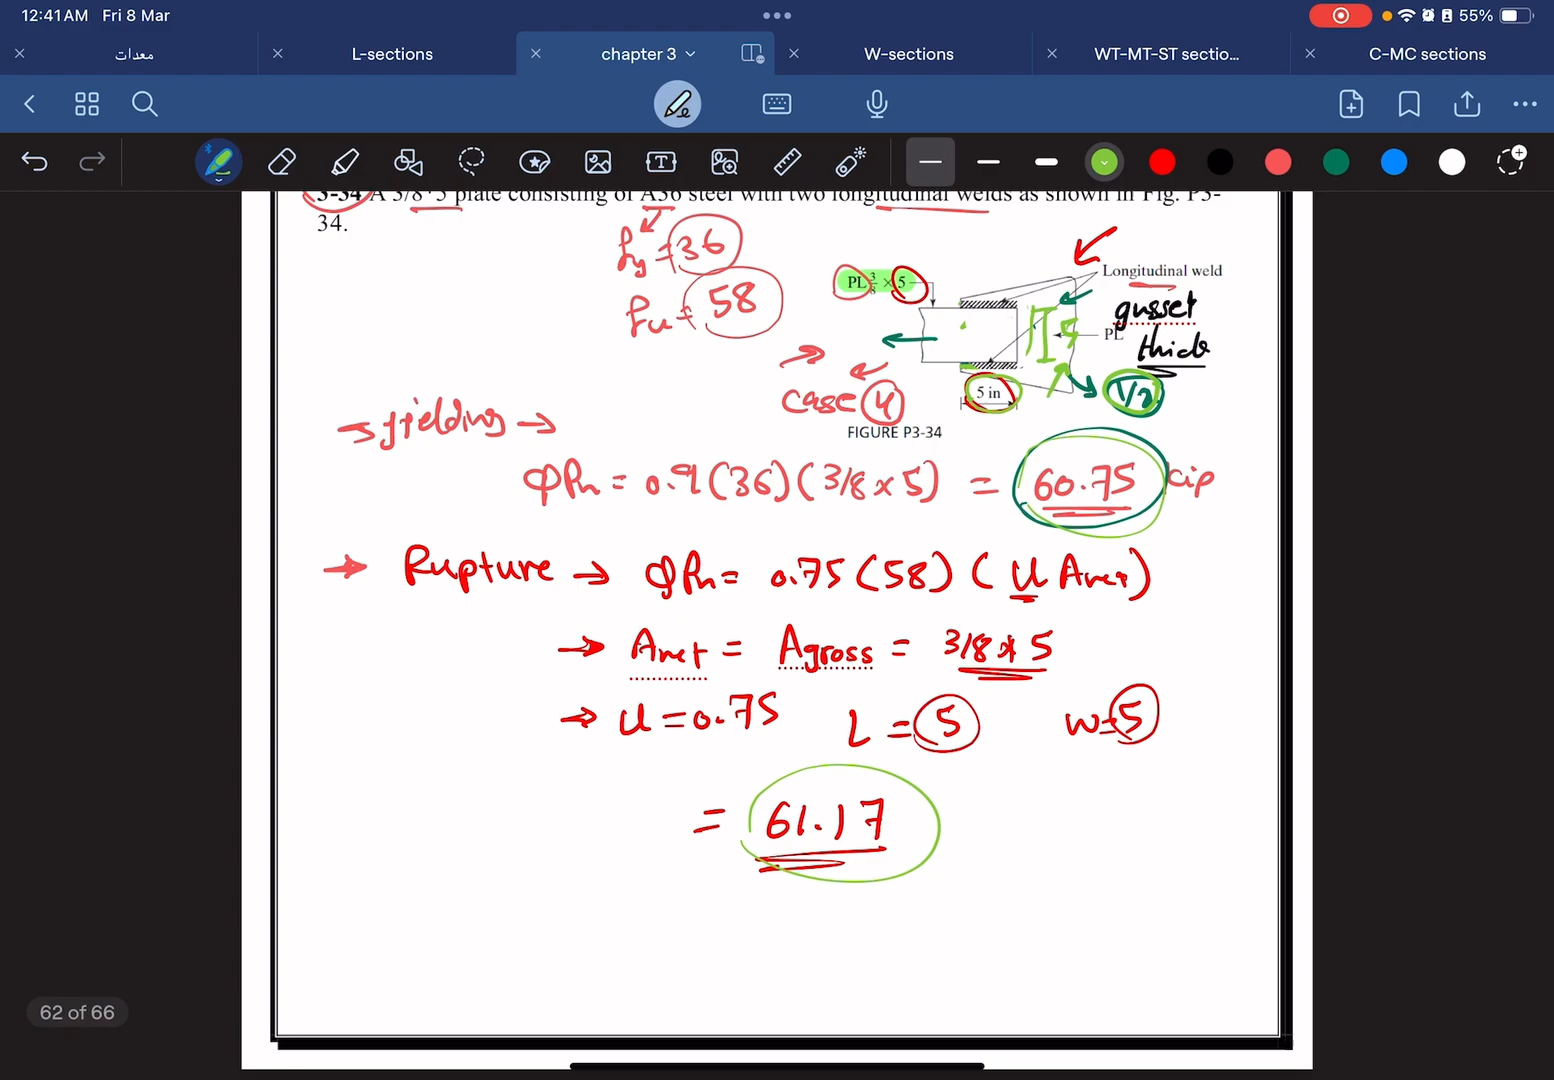 12:41 AM Fri 8 Mar
55%
معدات
L-sections
chapter 3
W-sections
WT-MT-ST sectio...
C-MC sections
3-34 A 3/8*5 plate consisting of A36 steel with two longitudinal welds as shown in Fig. P3-
34.
Fy = 36
Fu = 58
PL 3/8 × 5
Longitudinal weld
gusset
PL
thick
5
5 in
case 4
FIGURE P3-34
→ yielding →
φPn = 0.9 (36) (3/8 × 5) = 60.75 kip
→ Rupture → φPn = 0.75 (58) ( U Anet)
→ Anet = Agross = 3/8 * 5
→ U = 0.75 L = 5 w = 5
= 61.17
62 of 66